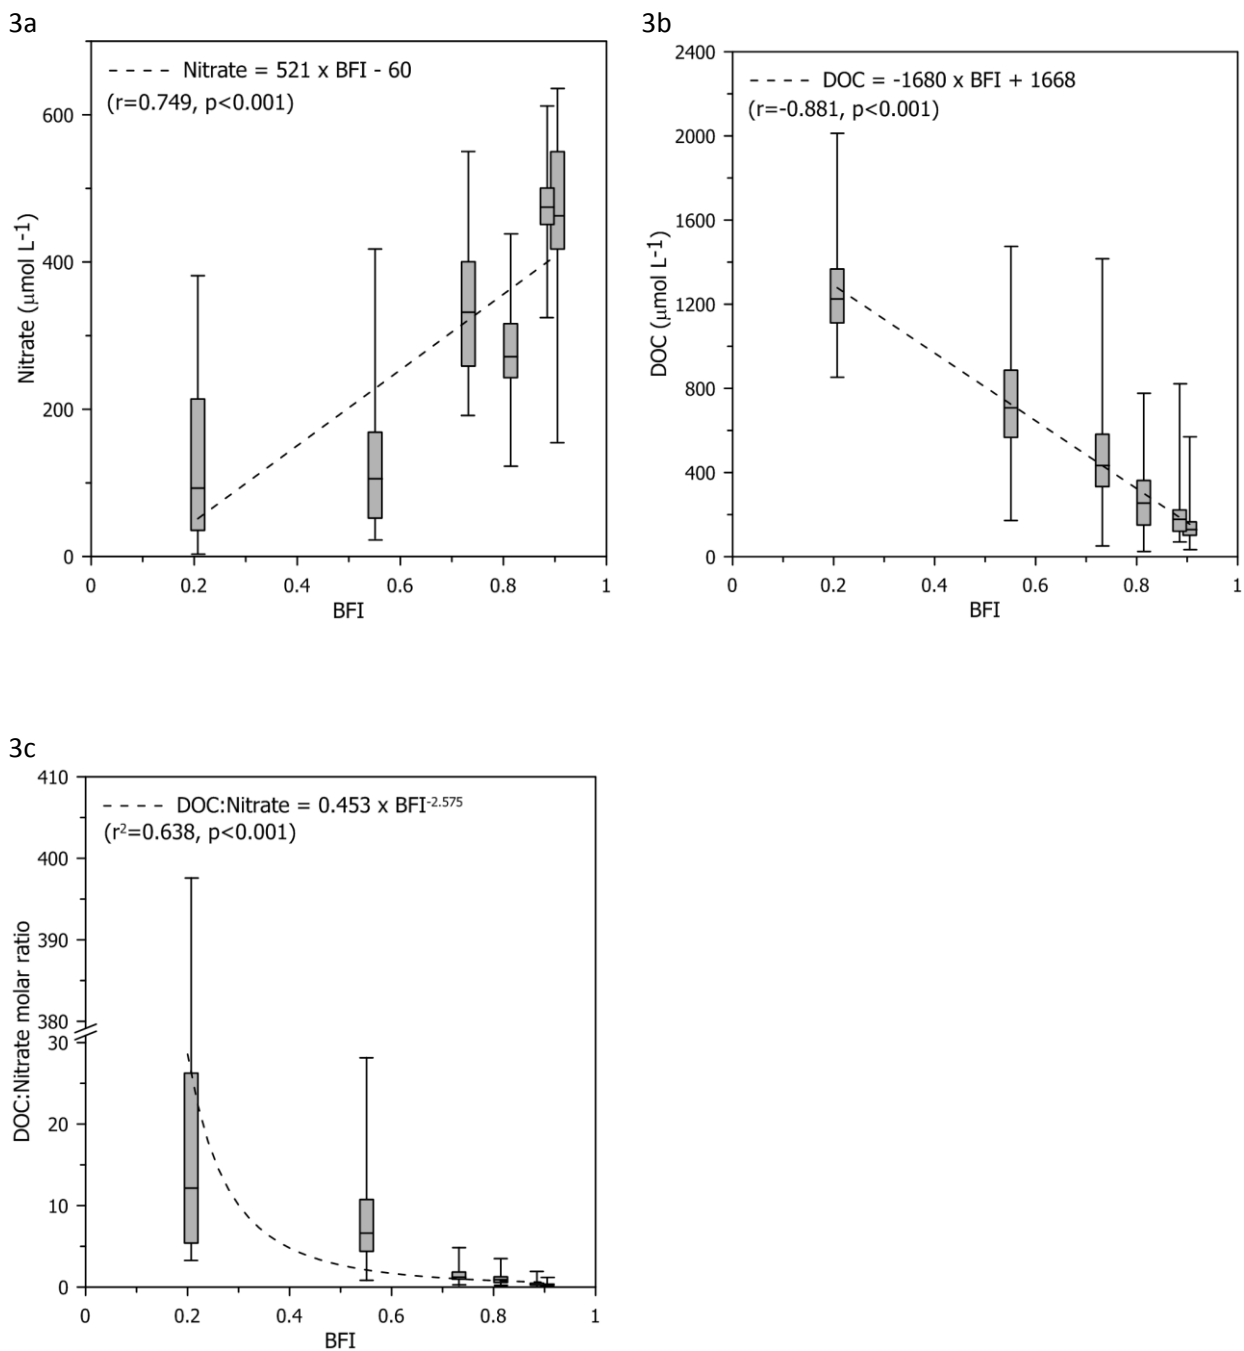 3a
Nitrate = 521 x BFI - 60
(r=0.749, p<0.001)
600
400
200
0
Nitrate (μmol L-1)
0 0.2 0.4 0.6 0.8 1
BFI
3b
DOC = -1680 x BFI + 1668
(r=-0.881, p<0.001)
2400
2000
1600
1200
800
400
0
DOC (μmol L-1)
0 0.2 0.4 0.6 0.8 1
BFI
3c
DOC:Nitrate = 0.453 x BFI-2.575
(r2=0.638, p<0.001)
410
400
390
380
30
20
10
0
DOC:Nitrate molar ratio
0 0.2 0.4 0.6 0.8 1
BFI